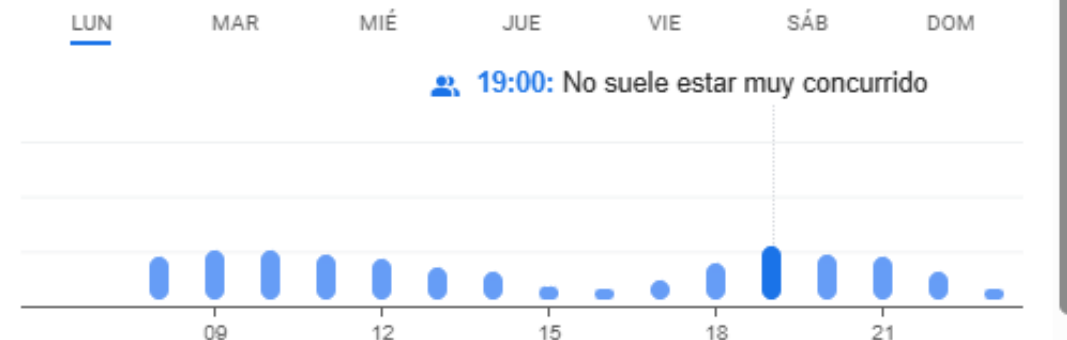 LUN MAR MIÉ JUE VIE SÁB DOM
19:00: No suele estar muy concurrido
09 12 15 18 21